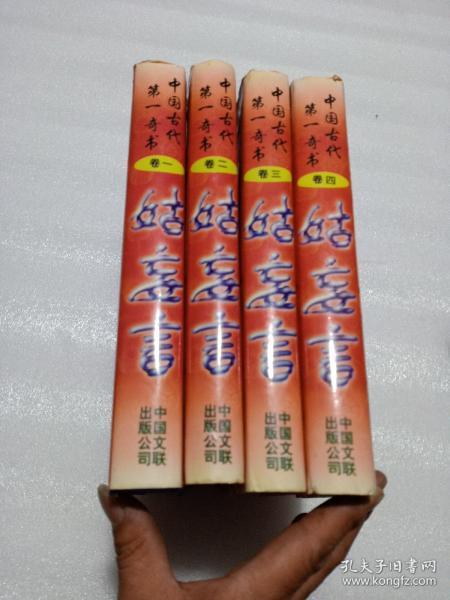 中国古代
第一奇书
卷一
姑妄言
中国文联
出版公司
中国古代
第一奇书
卷二
姑妄言
中国文联
出版公司
中国古代
第一奇书
卷三
姑妄言
中国文联
出版公司
中国古代
第一奇书
卷四
姑妄言
中国文联
出版公司
孔夫子旧书网
www.kongfz.com